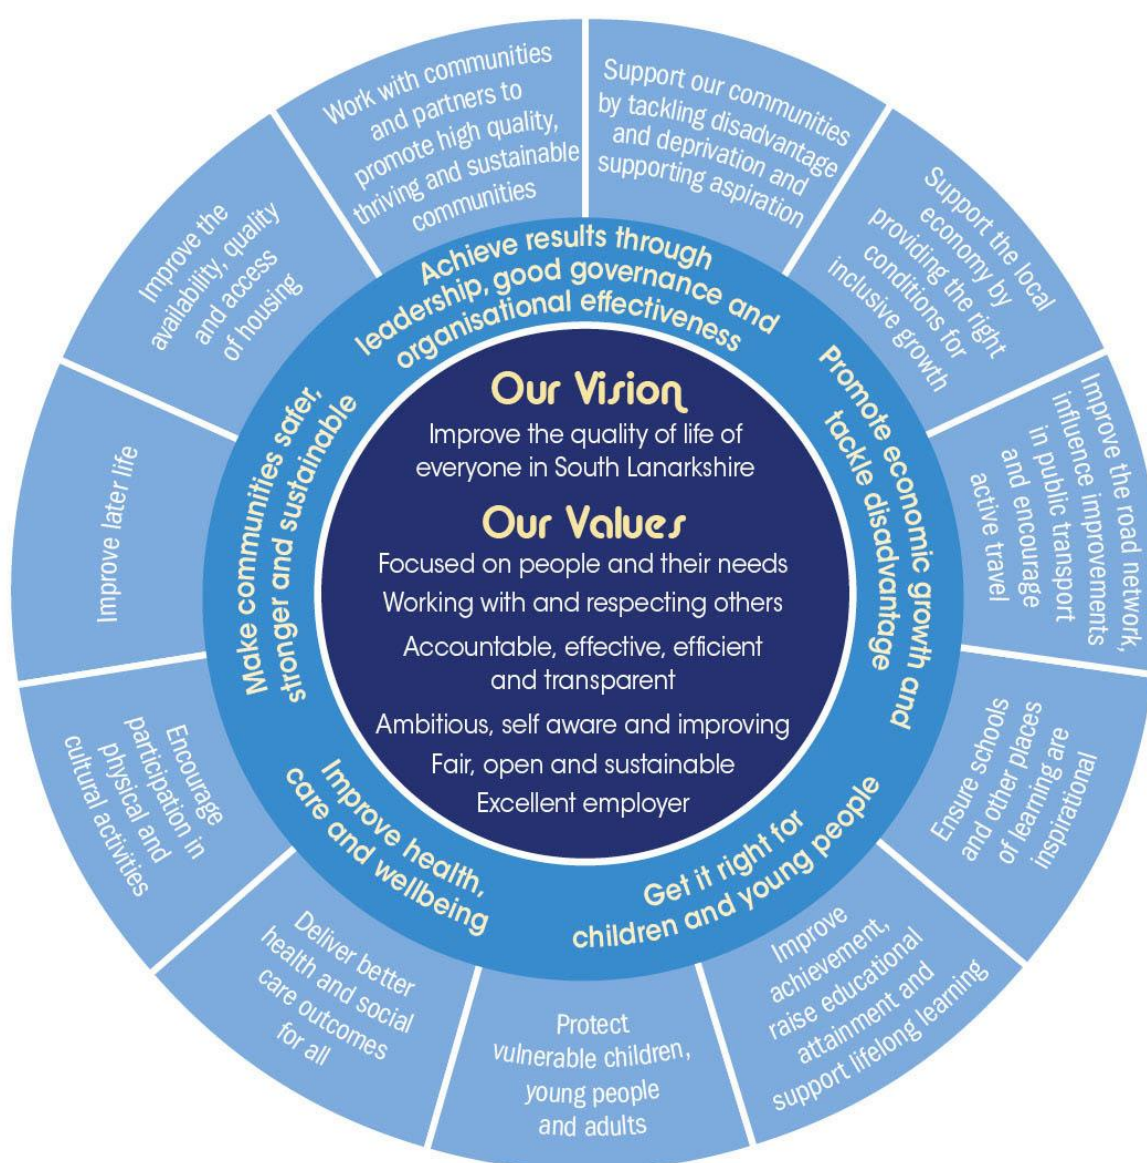 Our Vision
Improve the quality of life of
everyone in South Lanarkshire
Our Values
Focused on people and their needs
Working with and respecting others
Accountable, effective, efficient
and transparent
Ambitious, self aware and improving
Fair, open and sustainable
Excellent employer
Achieve results through
leadership, good governance and
organisational effectiveness
Promote economic growth and
tackle disadvantage
Get it right for
children and young people
Improve health,
care and wellbeing
Make communities safer,
stronger and sustainable
Support our communities
by tackling disadvantage
and deprivation and
supporting aspiration
Support the local
economy by
providing the right
conditions for
inclusive growth
Improve the road network,
influence improvements
in public transport
and encourage
active travel
Ensure schools
and other places
of learning are
inspirational
Improve
achievement,
raise educational
attainment and
support lifelong learning
Protect
vulnerable children,
young people
and adults
Deliver better
health and social
care outcomes
for all
Encourage
participation in
physical and
cultural activities
Improve later life
Improve the
availability, quality
and access
of housing
Work with communities
and partners to
promote high quality,
thriving and sustainable
communities